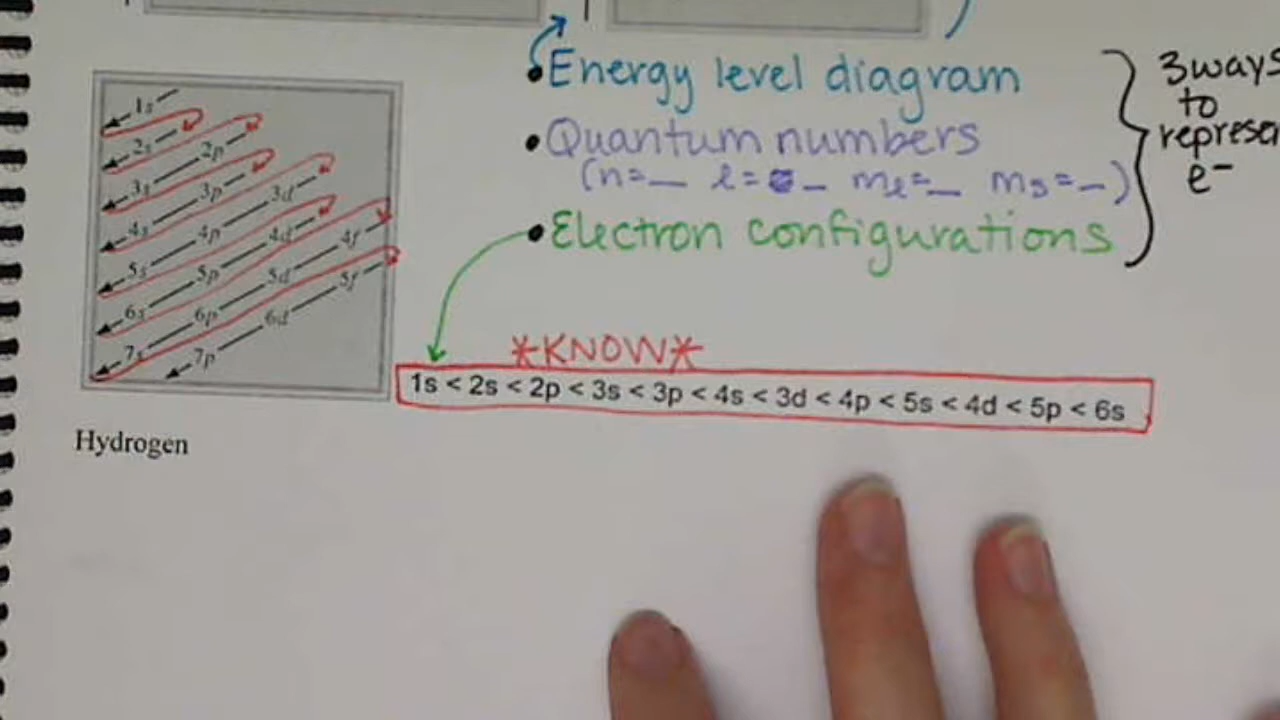 1s
2s 2p
3s 3p 3d
4s 4p 4d 4f
5s 5p 5d 5f
6s 6p 6d
7s 7p
• Energy level diagram
• Quantum numbers
(n=_ l=_ mₗ=_ mₛ=_)
• Electron configurations
3 ways
to
represe
e⁻
*KNOW*
1s < 2s < 2p < 3s < 3p < 4s < 3d < 4p < 5s < 4d < 5p < 6s
Hydrogen